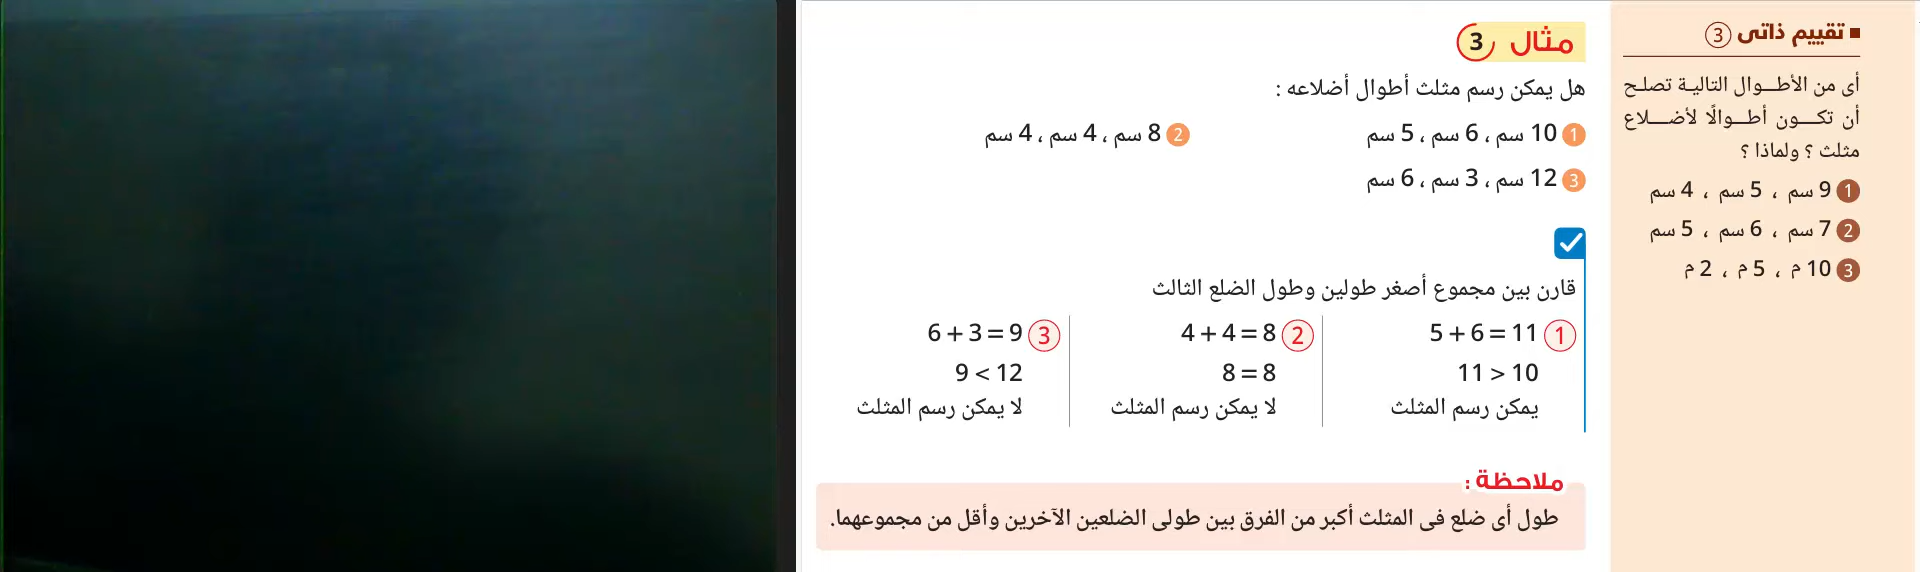 مثال 3
هل يمكن رسم مثلث أطوال أضلاعه :
1 10 سم ، 6 سم ، 5 سم
2 8 سم ، 4 سم ، 4 سم
3 12 سم ، 3 سم ، 6 سم
قارن بين مجموع أصغر طولين وطول الضلع الثالث
1 5 + 6 = 11
11 > 10
يمكن رسم المثلث
2 4 + 4 = 8
8 = 8
لا يمكن رسم المثلث
3 6 + 3 = 9
9 < 12
لا يمكن رسم المثلث
ملاحظة :
طول أى ضلع فى المثلث أكبر من الفرق بين طولى الضلعين الآخرين وأقل من مجموعهما.
تقييم ذاتى 3
أى من الأطوال التالية تصلح
أن تكون أطوالًا لأضلاع
مثلث ؟ ولماذا ؟
1 9 سم ، 5 سم ، 4 سم
2 7 سم ، 6 سم ، 5 سم
3 10 م ، 5 م ، 2 م